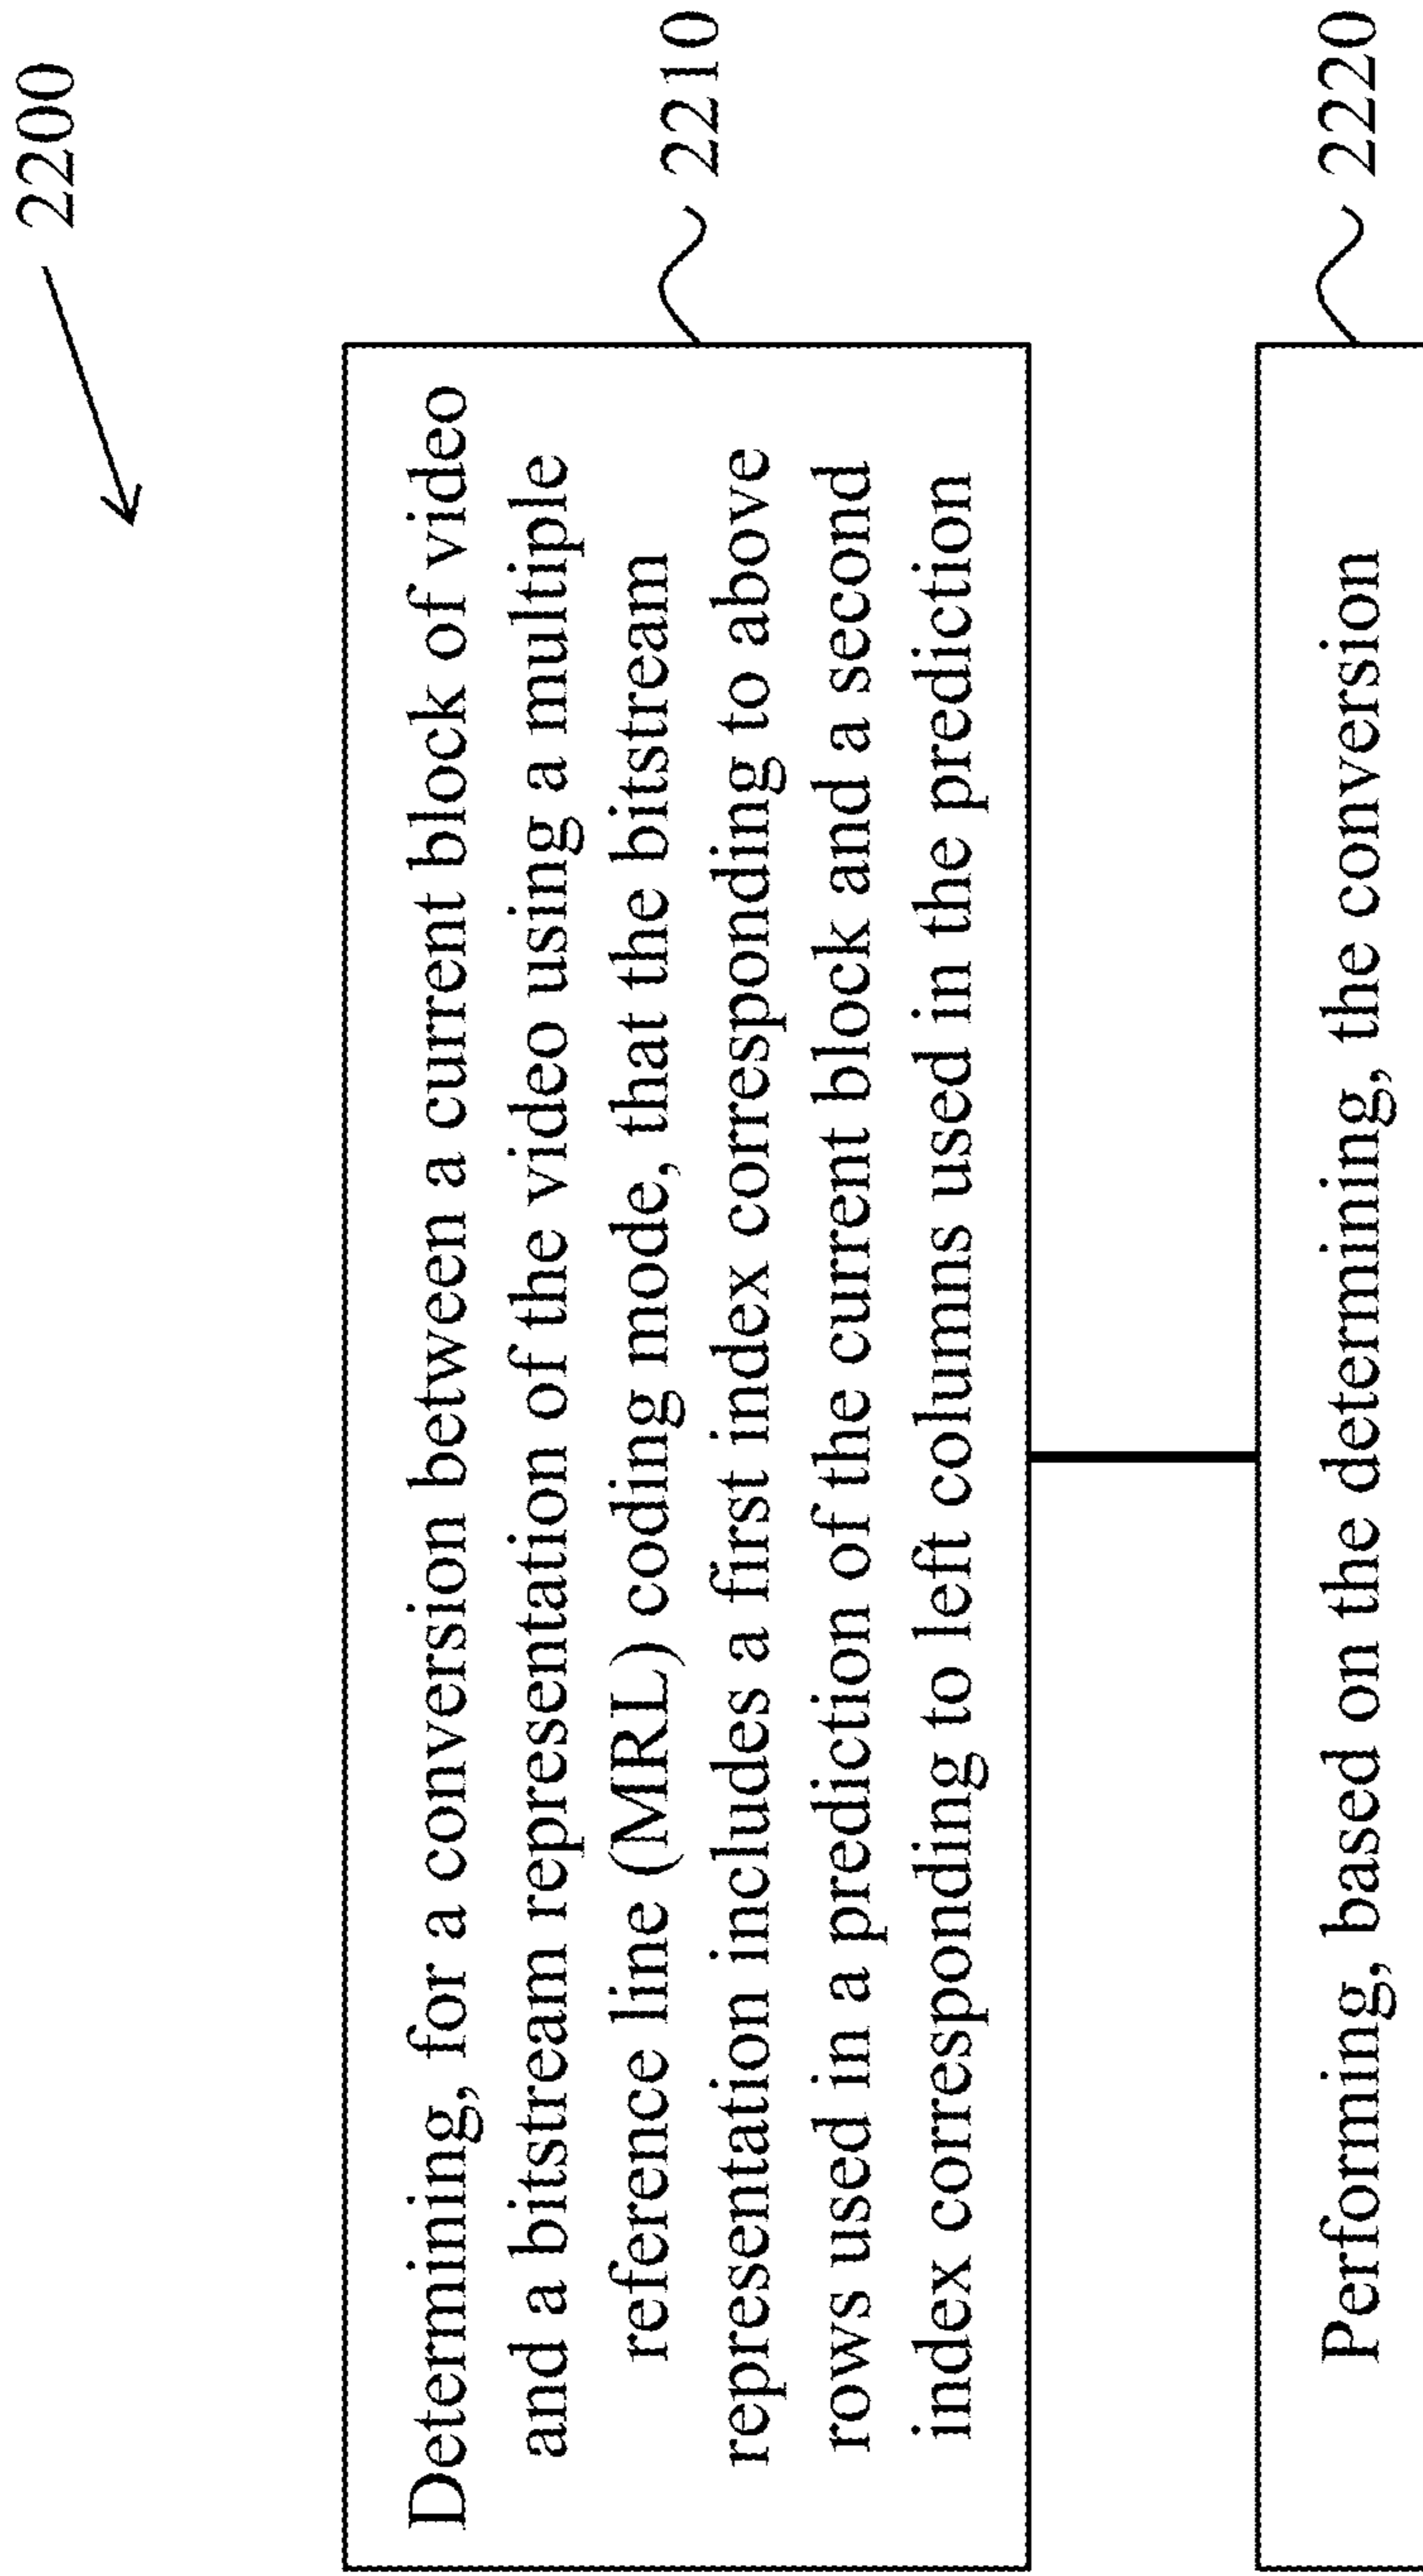 2200
Determining, for a conversion between a current block of video
and a bitstream representation of the video using a multiple
reference line (MRL) coding mode, that the bitstream
representation includes a first index corresponding to above
rows used in a prediction of the current block and a second
index corresponding to left columns used in the prediction
2210
Performing, based on the determining, the conversion
2220